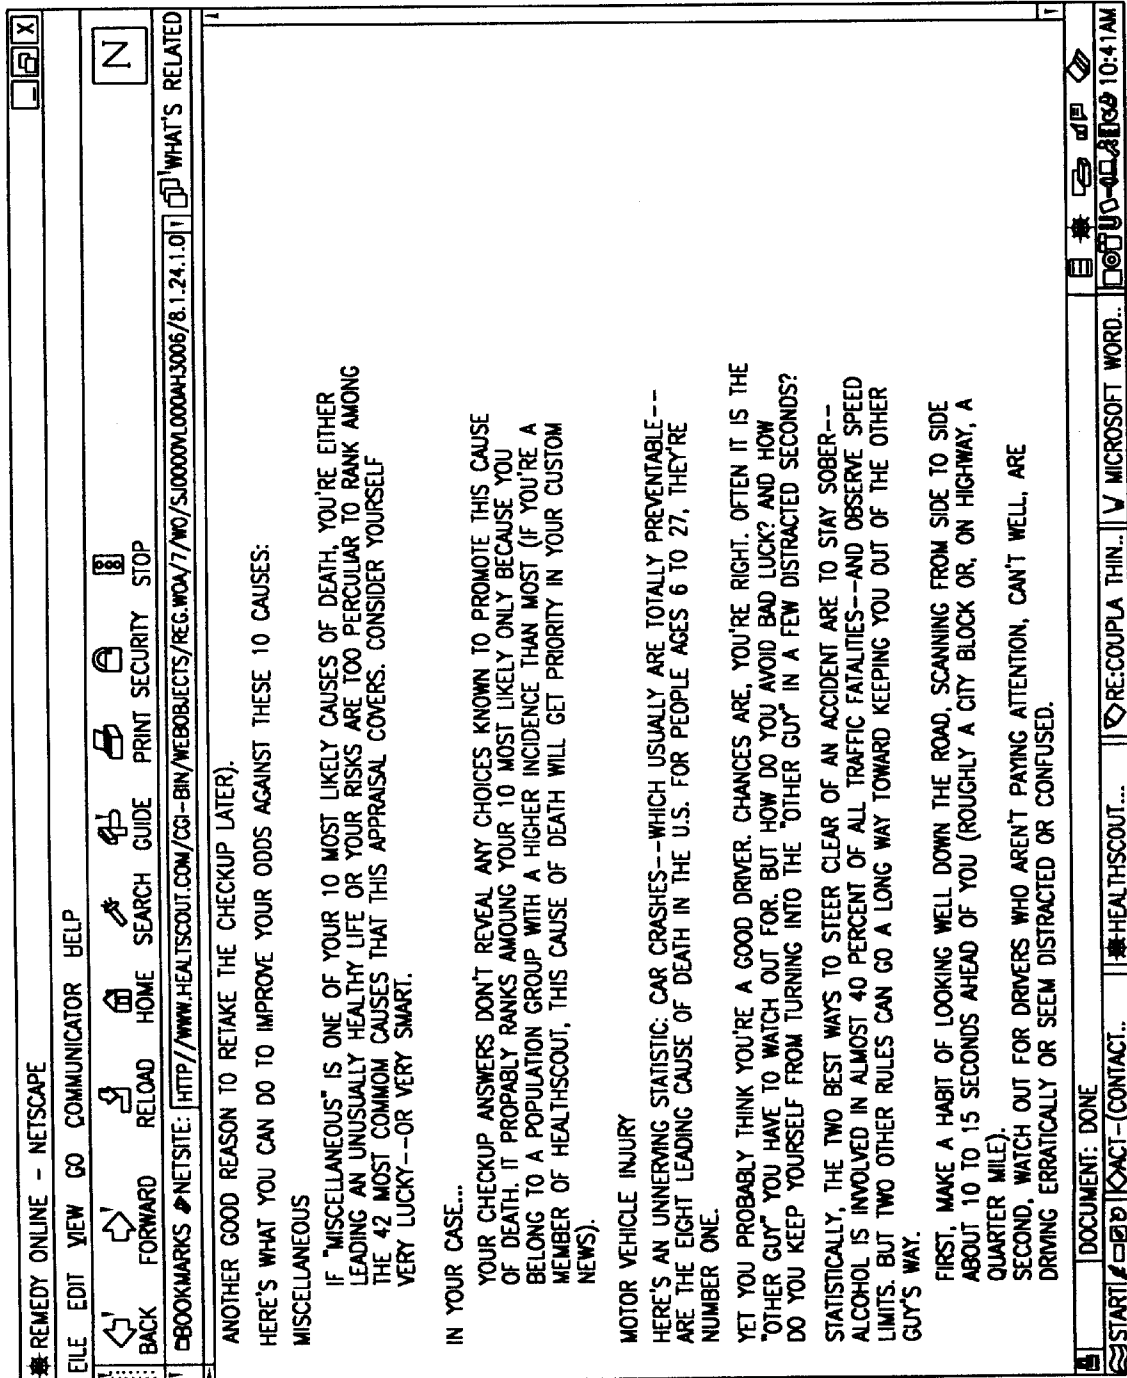 REMEDY ONLINE - NETSCAPE
EILE EDIT VIEW GO COMMUNICATOR HELP
BACK FORWARD RELOAD HOME SEARCH GUIDE PRINT SECURITY STOP
N
BOOKMARKS NETSITE: HTTP//WWW.HEALTSCOUT.COM/CGI-BIN/WEBOBJECTS/REG.WOA/7/WO/SJ0000VL000AH3006/8.1.24.1.0 WHAT'S RELATED
ANOTHER GOOD REASON TO RETAKE THE CHECKUP LATER).
HERE'S WHAT YOU CAN DO TO IMPROVE YOUR ODDS AGAINST THESE 10 CAUSES:
MISCELLANEOUS
IF "MISCELLANEOUS" IS ONE OF YOUR 10 MOST LIKELY CAUSES OF DEATH, YOU'RE EITHER
LEADING AN UNUSUALLY HEALTHY LIFE OR YOUR RISKS ARE TOO PERCULIAR TO RANK AMONG
THE 42 MOST COMMOM CAUSES THAT THIS APPRAISAL COVERS. CONSIDER YOURSELF
VERY LUCKY--OR VERY SMART.
IN YOUR CASE...
YOUR CHECKUP ANSWERS DON'T REVEAL ANY CHOICES KNOWN TO PROMOTE THIS CAUSE
OF DEATH. IT PROPABLY RANKS AMOUNG YOUR 10 MOST LIKELY ONLY BECAUSE YOU
BELONG TO A POPULATION GROUP WITH A HIGHER INCIDENCE THAN MOST (IF YOU'RE A
MEMBER OF HEALTHSCOUT, THIS CAUSE OF DEATH WILL GET PRIORITY IN YOUR CUSTOM
NEWS).
MOTOR VEHICLE INJURY
HERE'S AN UNNERVING STATISTIC: CAR CRASHES--WHICH USUALLY ARE TOTALLY PREVENTABLE--
ARE THE EIGHT LEADING CAUSE OF DEATH IN THE U.S. FOR PEOPLE AGES 6 TO 27, THEY'RE
NUMBER ONE.
YET YOU PROBABLY THINK YOU'RE A GOOD DRIVER. CHANCES ARE, YOU'RE RIGHT. OFTEN IT IS THE
"OTHER GUY" YOU HAVE TO WATCH OUT FOR. BUT HOW DO YOU AVOID BAD LUCK? AND HOW
DO YOU KEEP YOURSELF FROM TURNING INTO THE "OTHER GUY" IN A FEW DISTRACTED SECONDS?
STATISTICALLY, THE TWO BEST WAYS TO STEER CLEAR OF AN ACCIDENT ARE TO STAY SOBER--
ALCOHOL IS INVOLVED IN ALMOST 40 PERCENT OF ALL TRAFFIC FATALITIES---AND OBSERVE SPEED
LIMITS. BUT TWO OTHER RULES CAN GO A LONG WAY TOWARD KEEPING YOU OUT OF THE OTHER
GUY'S WAY.
FIRST, MAKE A HABIT OF LOOKING WELL DOWN THE ROAD, SCANNING FROM SIDE TO SIDE
ABOUT 10 TO 15 SECONDS AHEAD OF YOU (ROUGHLY A CITY BLOCK OR, ON HIGHWAY, A
QUARTER MILE).
SECOND, WATCH OUT FOR DRIVERS WHO AREN'T PAYING ATTENTION, CAN'T WELL, ARE
DRIVING ERRATICALLY OR SEEM DISTRACTED OR CONFUSED.
DOCUMENT: DONE
START ACT-(CONTACT.. HEALTHSCOUT... RE:COUPLA THIN.. W MICROSOFT WORD.. 10:41AM